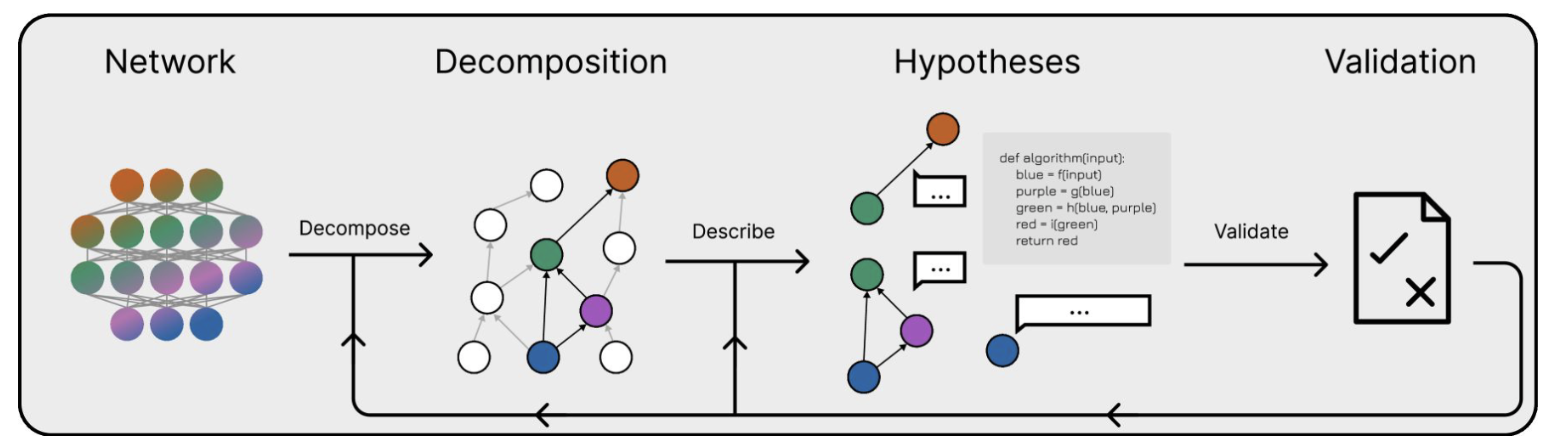 Network
Decomposition
Hypotheses
Validation
Decompose
Describe
...
...
...
def algorithm(input):
blue = f(input)
purple = g(blue)
green = h(blue, purple)
red = i(green)
return red
Validate